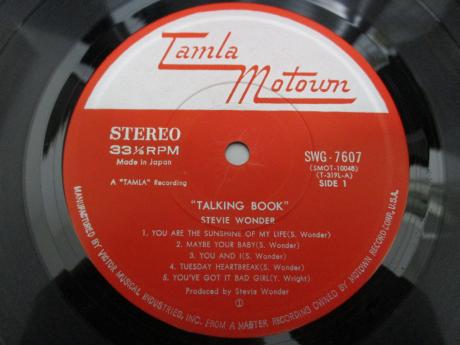 Tamla
Motown
STEREO
33⅓RPM
Made in Japan
A "TAMLA" Recording
SWG-7607
(SMOT-10048)
(T-319L-A)
SIDE 1
"TALKING BOOK"
STEVIE WONDER
1. YOU ARE THE SUNSHINE OF MY LIFE(S. Wonder)
2. MAYBE YOUR BABY(S. Wonder)
3. YOU AND I(S. Wonder)
4. TUESDAY HEARTBREAK(S. Wonder)
5. YOU'VE GOT IT BAD GIRL(Y. Wright)
Produced by Stevie Wonder
①
MANUFACTURED BY VICTOR MUSICAL INDUSTRIES, INC. FROM A MASTER RECORDING OWNED BY MOTOWN RECORD CORP., U.S.A.